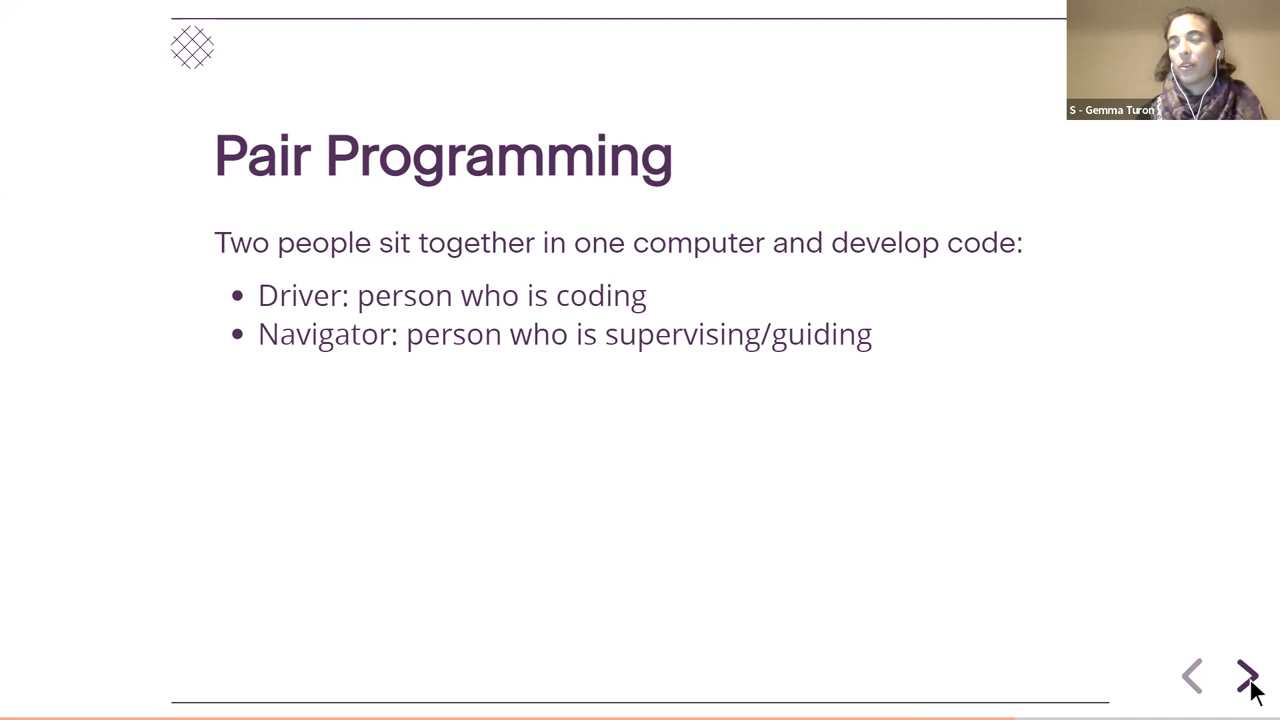 S - Gemma Turon
Pair Programming
Two people sit together in one computer and develop code:
• Driver: person who is coding
• Navigator: person who is supervising/guiding